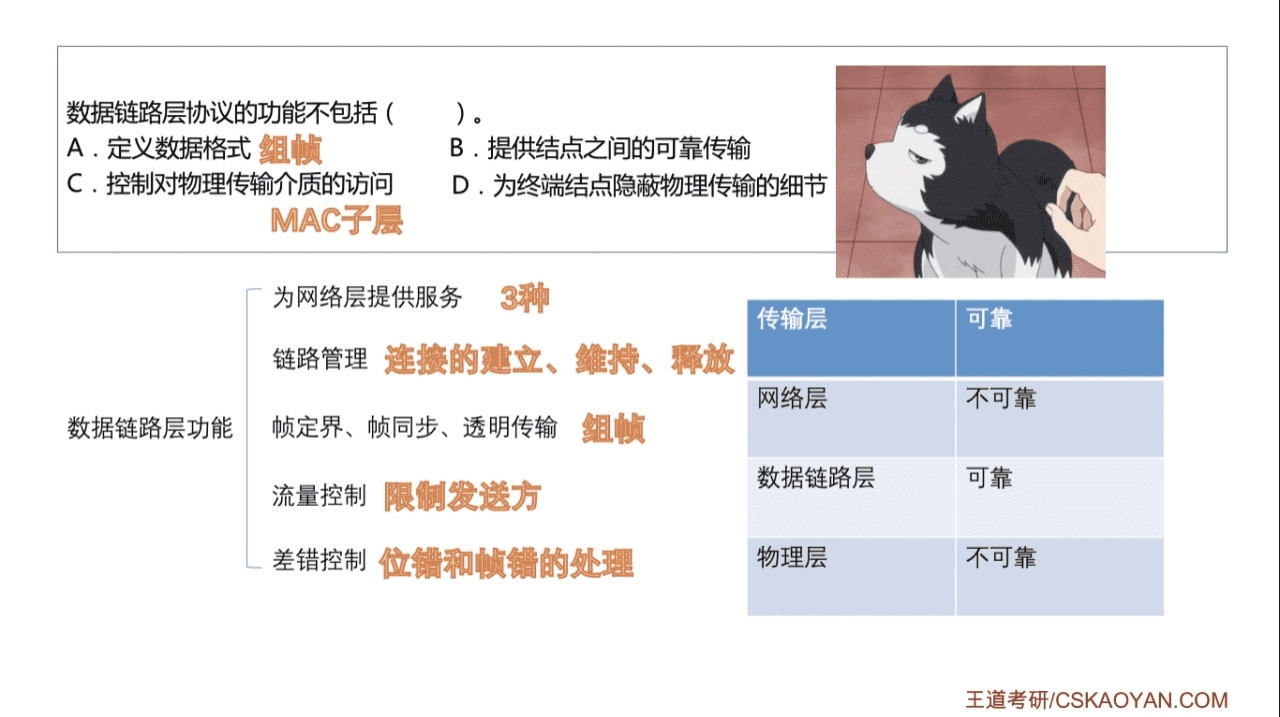 数据链路层协议的功能不包括（　　）。
A．定义数据格式 组帧 B．提供结点之间的可靠传输
C．控制对物理传输介质的访问 D．为终端结点隐蔽物理传输的细节
MAC子层
为网络层提供服务 3种
链路管理 连接的建立、维持、释放
数据链路层功能
帧定界、帧同步、透明传输 组帧
流量控制 限制发送方
差错控制 位错和帧错的处理
传输层 可靠
网络层 不可靠
数据链路层 可靠
物理层 不可靠
王道考研/CSKAOYAN.COM